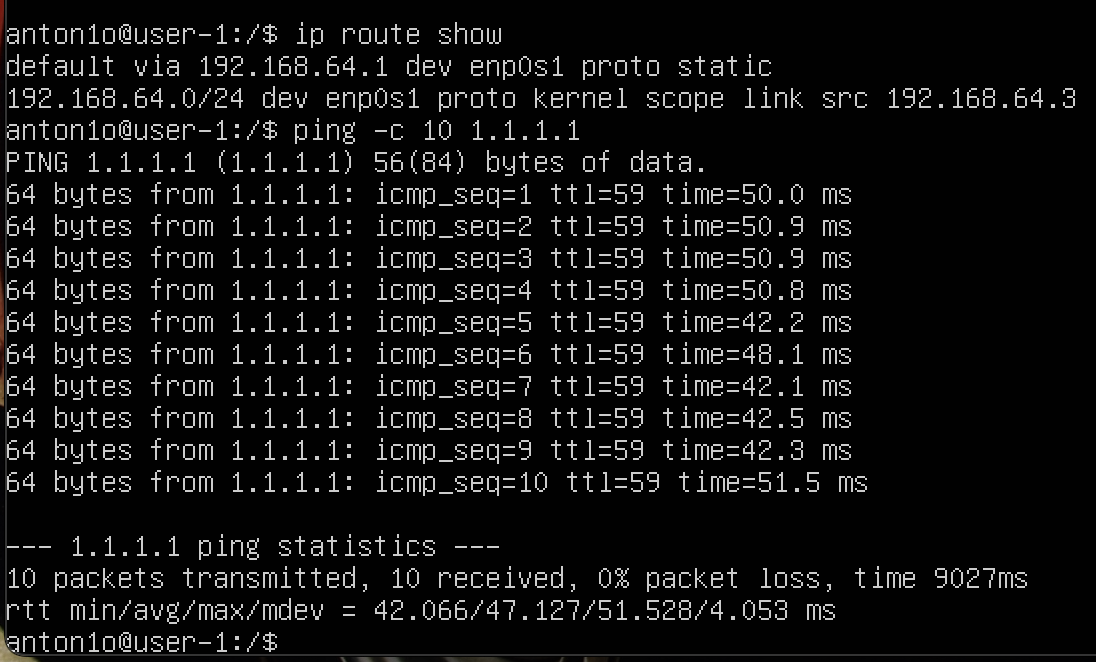 anton1o@user-1:/$ ip route show
default via 192.168.64.1 dev enp0s1 proto static
192.168.64.0/24 dev enp0s1 proto kernel scope link src 192.168.64.3
anton1o@user-1:/$ ping -c 10 1.1.1.1
PING 1.1.1.1 (1.1.1.1) 56(84) bytes of data.
64 bytes from 1.1.1.1: icmp_seq=1 ttl=59 time=50.0 ms
64 bytes from 1.1.1.1: icmp_seq=2 ttl=59 time=50.9 ms
64 bytes from 1.1.1.1: icmp_seq=3 ttl=59 time=50.9 ms
64 bytes from 1.1.1.1: icmp_seq=4 ttl=59 time=50.8 ms
64 bytes from 1.1.1.1: icmp_seq=5 ttl=59 time=42.2 ms
64 bytes from 1.1.1.1: icmp_seq=6 ttl=59 time=48.1 ms
64 bytes from 1.1.1.1: icmp_seq=7 ttl=59 time=42.1 ms
64 bytes from 1.1.1.1: icmp_seq=8 ttl=59 time=42.5 ms
64 bytes from 1.1.1.1: icmp_seq=9 ttl=59 time=42.3 ms
64 bytes from 1.1.1.1: icmp_seq=10 ttl=59 time=51.5 ms
--- 1.1.1.1 ping statistics ---
10 packets transmitted, 10 received, 0% packet loss, time 9027ms
rtt min/avg/max/mdev = 42.066/47.127/51.528/4.053 ms
anton1o@user-1:/$